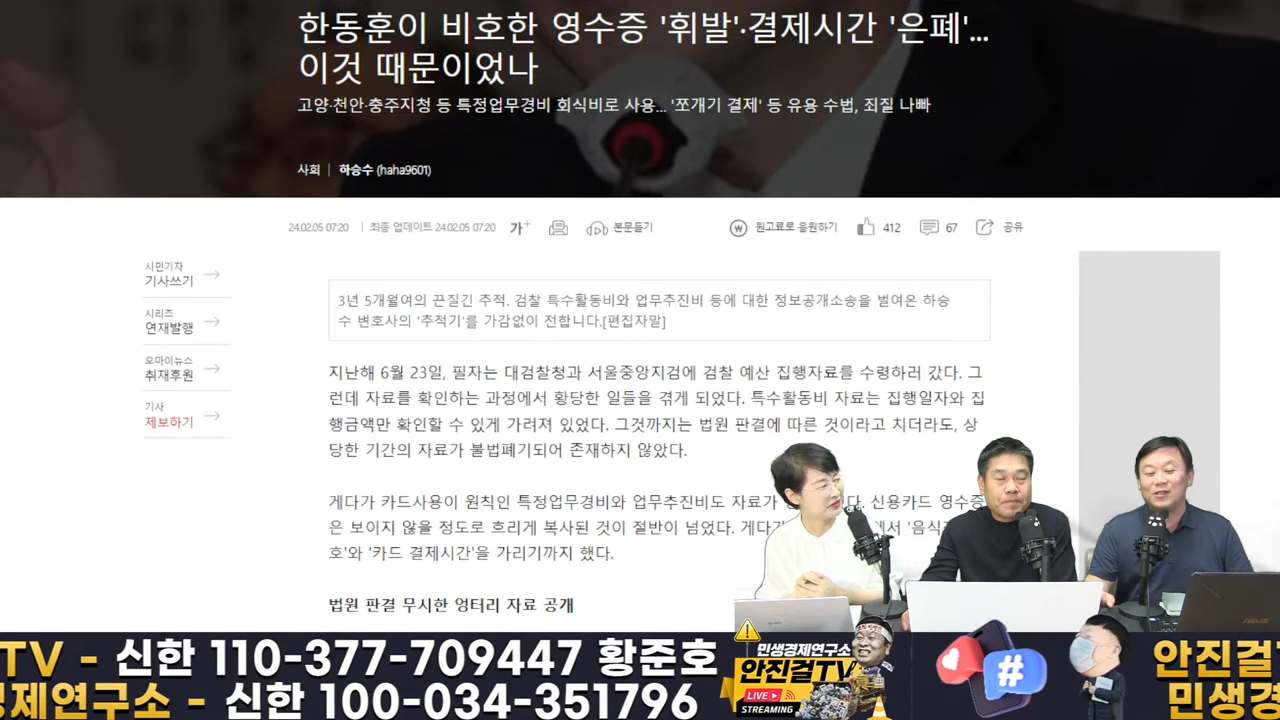 한동훈이 비호한 영수증 '휘발'·결제시간 '은폐'...
이것 때문이었나
고양·천안·충주지청 등 특정업무경비 회식비로 사용... '쪼개기 결제' 등 유용 수법, 죄질 나빠
사회 | 하승수 (haha9601)
24.02.05 07:20 | 최종 업데이트 24.02.05 07:20 가+ 본문듣기 원고료로 응원하기 412 67 공유
시민기자
기사쓰기
시리즈
연재발행
오마이뉴스
취재후원
기사
제보하기
3년 5개월여의 끈질긴 추적. 검찰 특수활동비와 업무추진비 등에 대한 정보공개소송을 벌여온 하승
수 변호사의 '추적기'를 가감없이 전합니다.[편집자말]
지난해 6월 23일, 필자는 대검찰청과 서울중앙지검에 검찰 예산 집행자료를 수령하러 갔다. 그
런데 자료를 확인하는 과정에서 황당한 일들을 겪게 되었다. 특수활동비 자료는 집행일자와 집
행금액만 확인할 수 있게 가려져 있었다. 그것까지는 법원 판결에 따른 것이라고 치더라도, 상
당한 기간의 자료가 불법폐기되어 존재하지 않았다.
게다가 카드사용이 원칙인 특정업무경비와 업무추진비도 자료가 다. 신용카드 영수증
은 보이지 않을 정도로 흐리게 복사된 것이 절반이 넘었다. 게다가 서 '음식
호'와 '카드 결제시간'을 가리기까지 했다.
법원 판결 무시한 엉터리 자료 공개
TV - 신한 110-377-709447 황준호
경제연구소 - 신한 100-034-351796
민생경제연구소
안진걸TV
LIVE
STREAMING
#
ASUS
안진걸
민생경